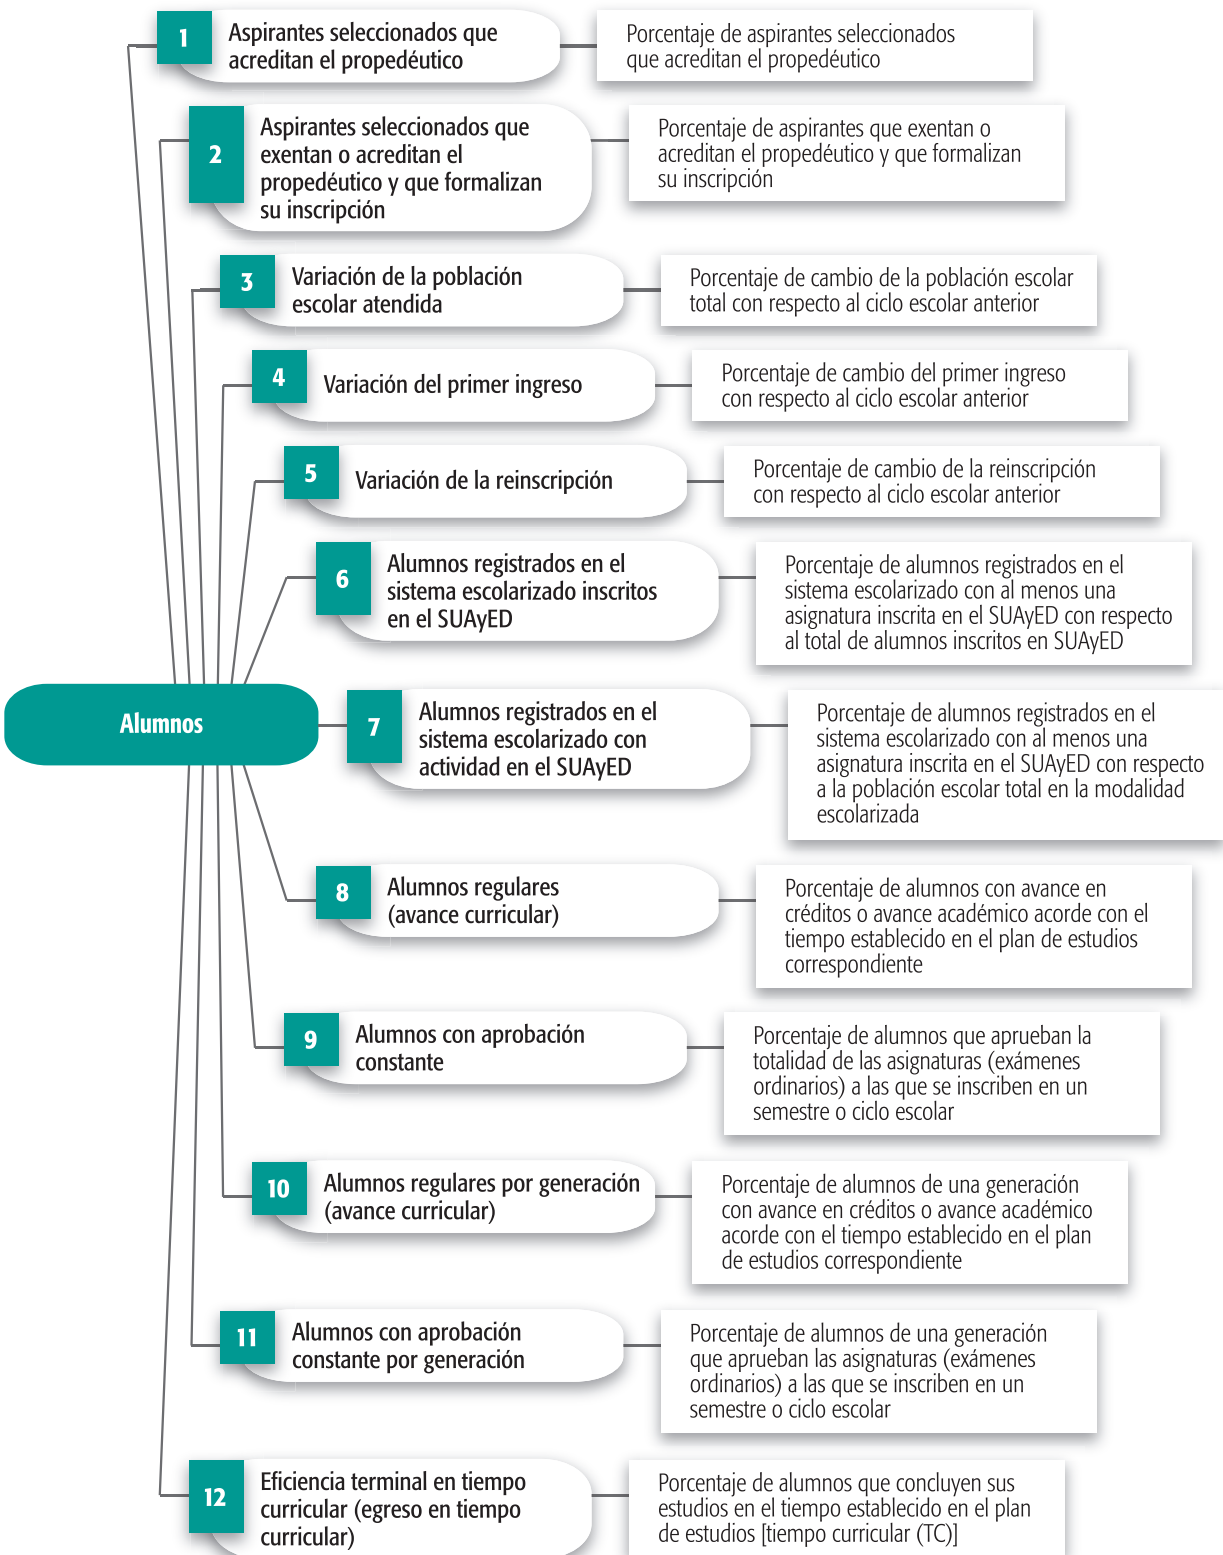 1
Aspirantes seleccionados que
acreditan el propedéutico
Porcentaje de aspirantes seleccionados
que acreditan el propedéutico
2
Aspirantes seleccionados que
exentan o acreditan el
propedéutico y que formalizan
su inscripción
Porcentaje de aspirantes que exentan o
acreditan el propedéutico y que formalizan
su inscripción
3
Variación de la población
escolar atendida
Porcentaje de cambio de la población escolar
total con respecto al ciclo escolar anterior
4
Variación del primer ingreso
Porcentaje de cambio del primer ingreso
con respecto al ciclo escolar anterior
5
Variación de la reinscripción
Porcentaje de cambio de la reinscripción
con respecto al ciclo escolar anterior
6
Alumnos registrados en el
sistema escolarizado inscritos
en el SUAyED
Porcentaje de alumnos registrados en el
sistema escolarizado con al menos una
asignatura inscrita en el SUAyED con respecto
al total de alumnos inscritos en SUAyED
Alumnos
7
Alumnos registrados en el
sistema escolarizado con
actividad en el SUAyED
Porcentaje de alumnos registrados en el
sistema escolarizado con al menos una
asignatura inscrita en el SUAyED con respecto
a la población escolar total en la modalidad
escolarizada
8
Alumnos regulares
(avance curricular)
Porcentaje de alumnos con avance en
créditos o avance académico acorde con el
tiempo establecido en el plan de estudios
correspondiente
9
Alumnos con aprobación
constante
Porcentaje de alumnos que aprueban la
totalidad de las asignaturas (exámenes
ordinarios) a las que se inscriben en un
semestre o ciclo escolar
10
Alumnos regulares por generación
(avance curricular)
Porcentaje de alumnos de una generación
con avance en créditos o avance académico
acorde con el tiempo establecido en el plan
de estudios correspondiente
11
Alumnos con aprobación
constante por generación
Porcentaje de alumnos de una generación
que aprueban las asignaturas (exámenes
ordinarios) a las que se inscriben en un
semestre o ciclo escolar
12
Eficiencia terminal en tiempo
curricular (egreso en tiempo
curricular)
Porcentaje de alumnos que concluyen sus
estudios en el tiempo establecido en el plan
de estudios [tiempo curricular (TC)]